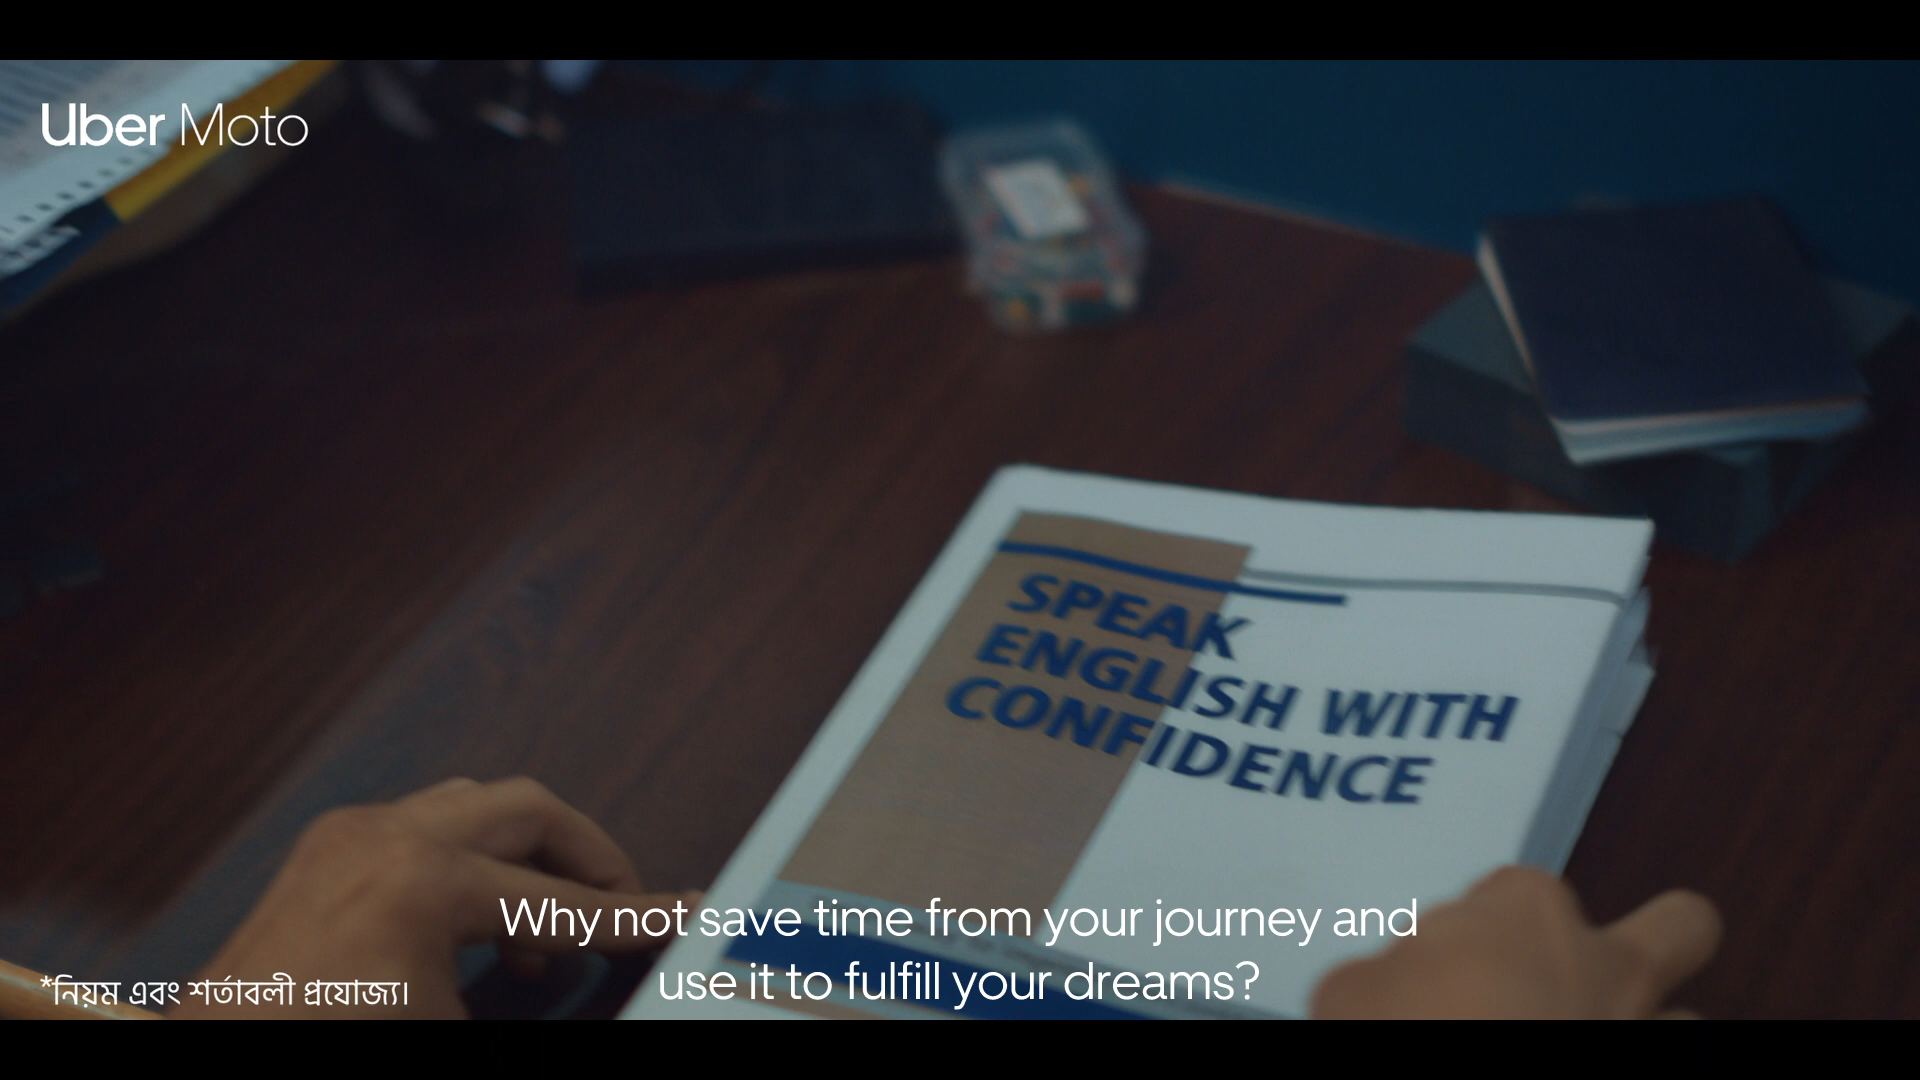 Uber Moto
SPEAK
ENGLISH WITH
CONFIDENCE
Why not save time from your journey and
use it to fulfill your dreams?
*নিয়ম এবং শর্তাবলী প্রযোজ্য।